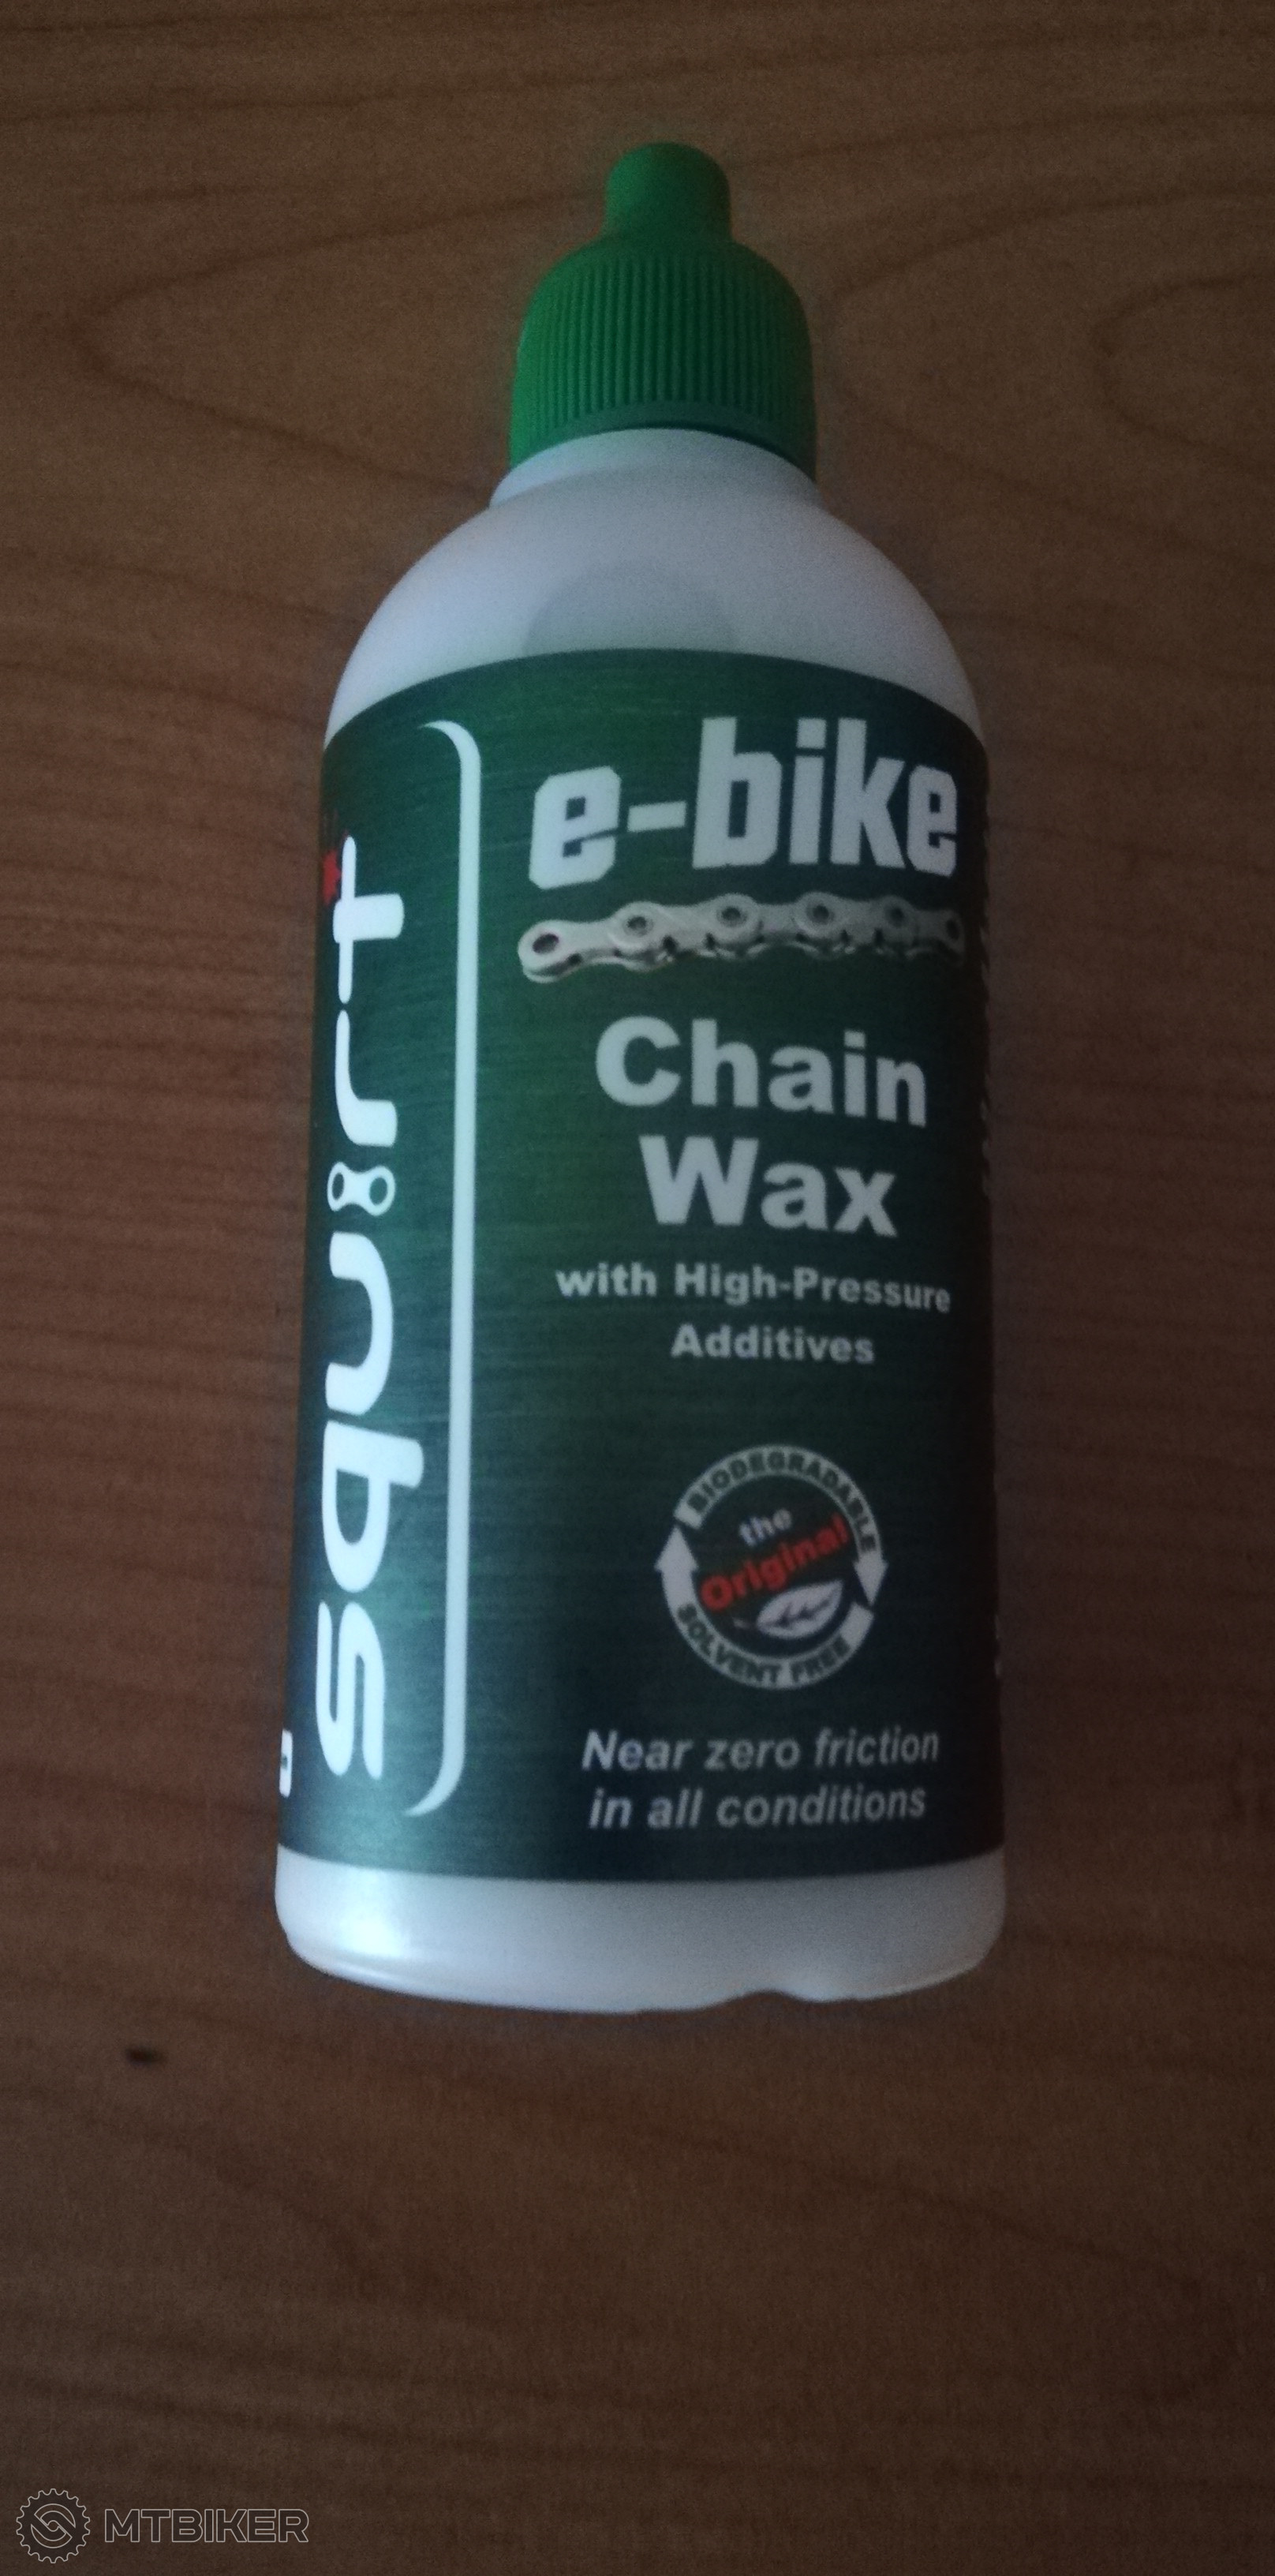 squirt
e-bike
Chain
Wax
with High-Pressure
Additives
BIODEGRADABLE
the
Original
SOLVENT FREE
Near zero friction
in all conditions
MTBIKER